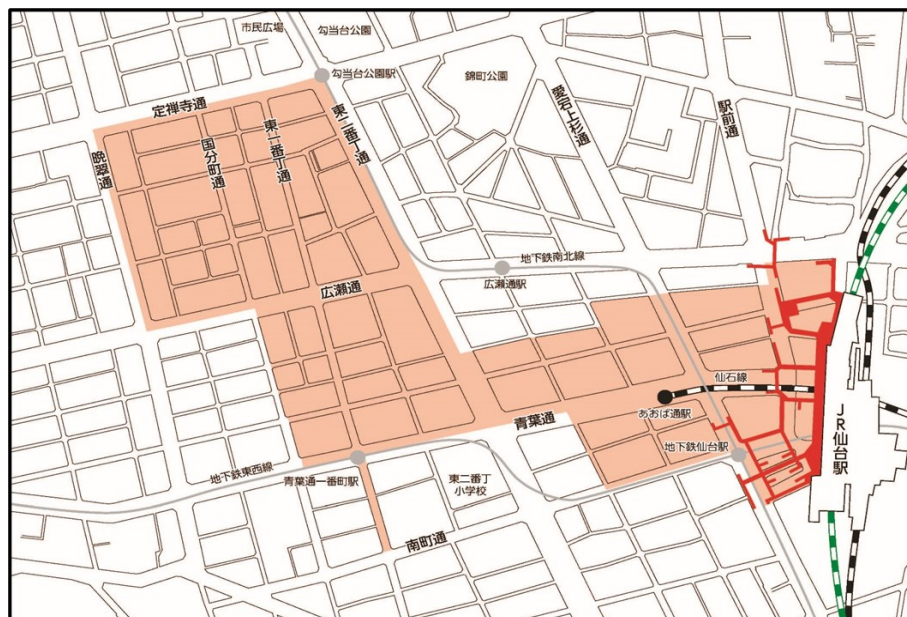 市民広場
勾当台公園
勾当台公園駅
錦町公園
定禅寺通
東二番丁通
愛宕上杉通
駅前通
晩翠通
国分町通
東一番丁通
地下鉄南北線
広瀬通駅
広瀬通
仙石線
あおば通駅
青葉通
地下鉄仙台駅
JR仙台駅
地下鉄東西線
青葉通一番町駅
東二番丁
小学校
南町通